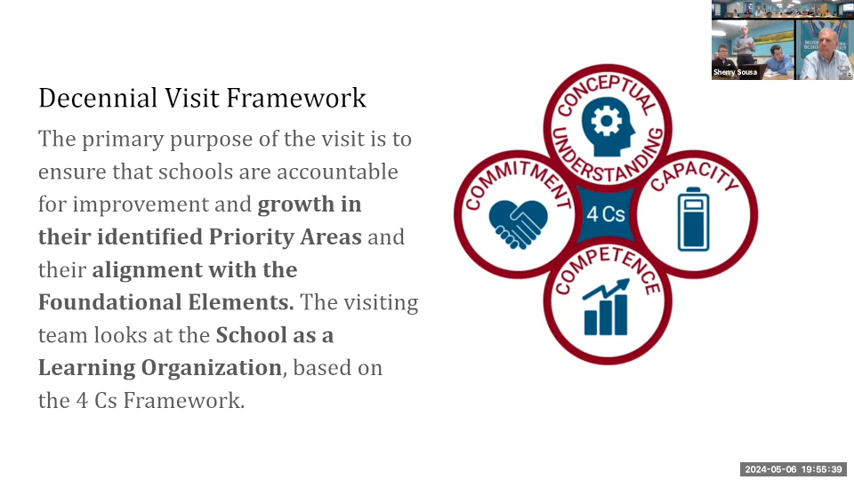 Decennial Visit Framework
The primary purpose of the visit is to
ensure that schools are accountable
for improvement and growth in
their identified Priority Areas and
their alignment with the
Foundational Elements. The visiting
team looks at the School as a
Learning Organization, based on
the 4 Cs Framework.
CONCEPTUAL
UNDERSTANDING
COMMITMENT
CAPACITY
4 Cs
COMPETENCE
Sherry Sousa
2024-05-06 19:55:39